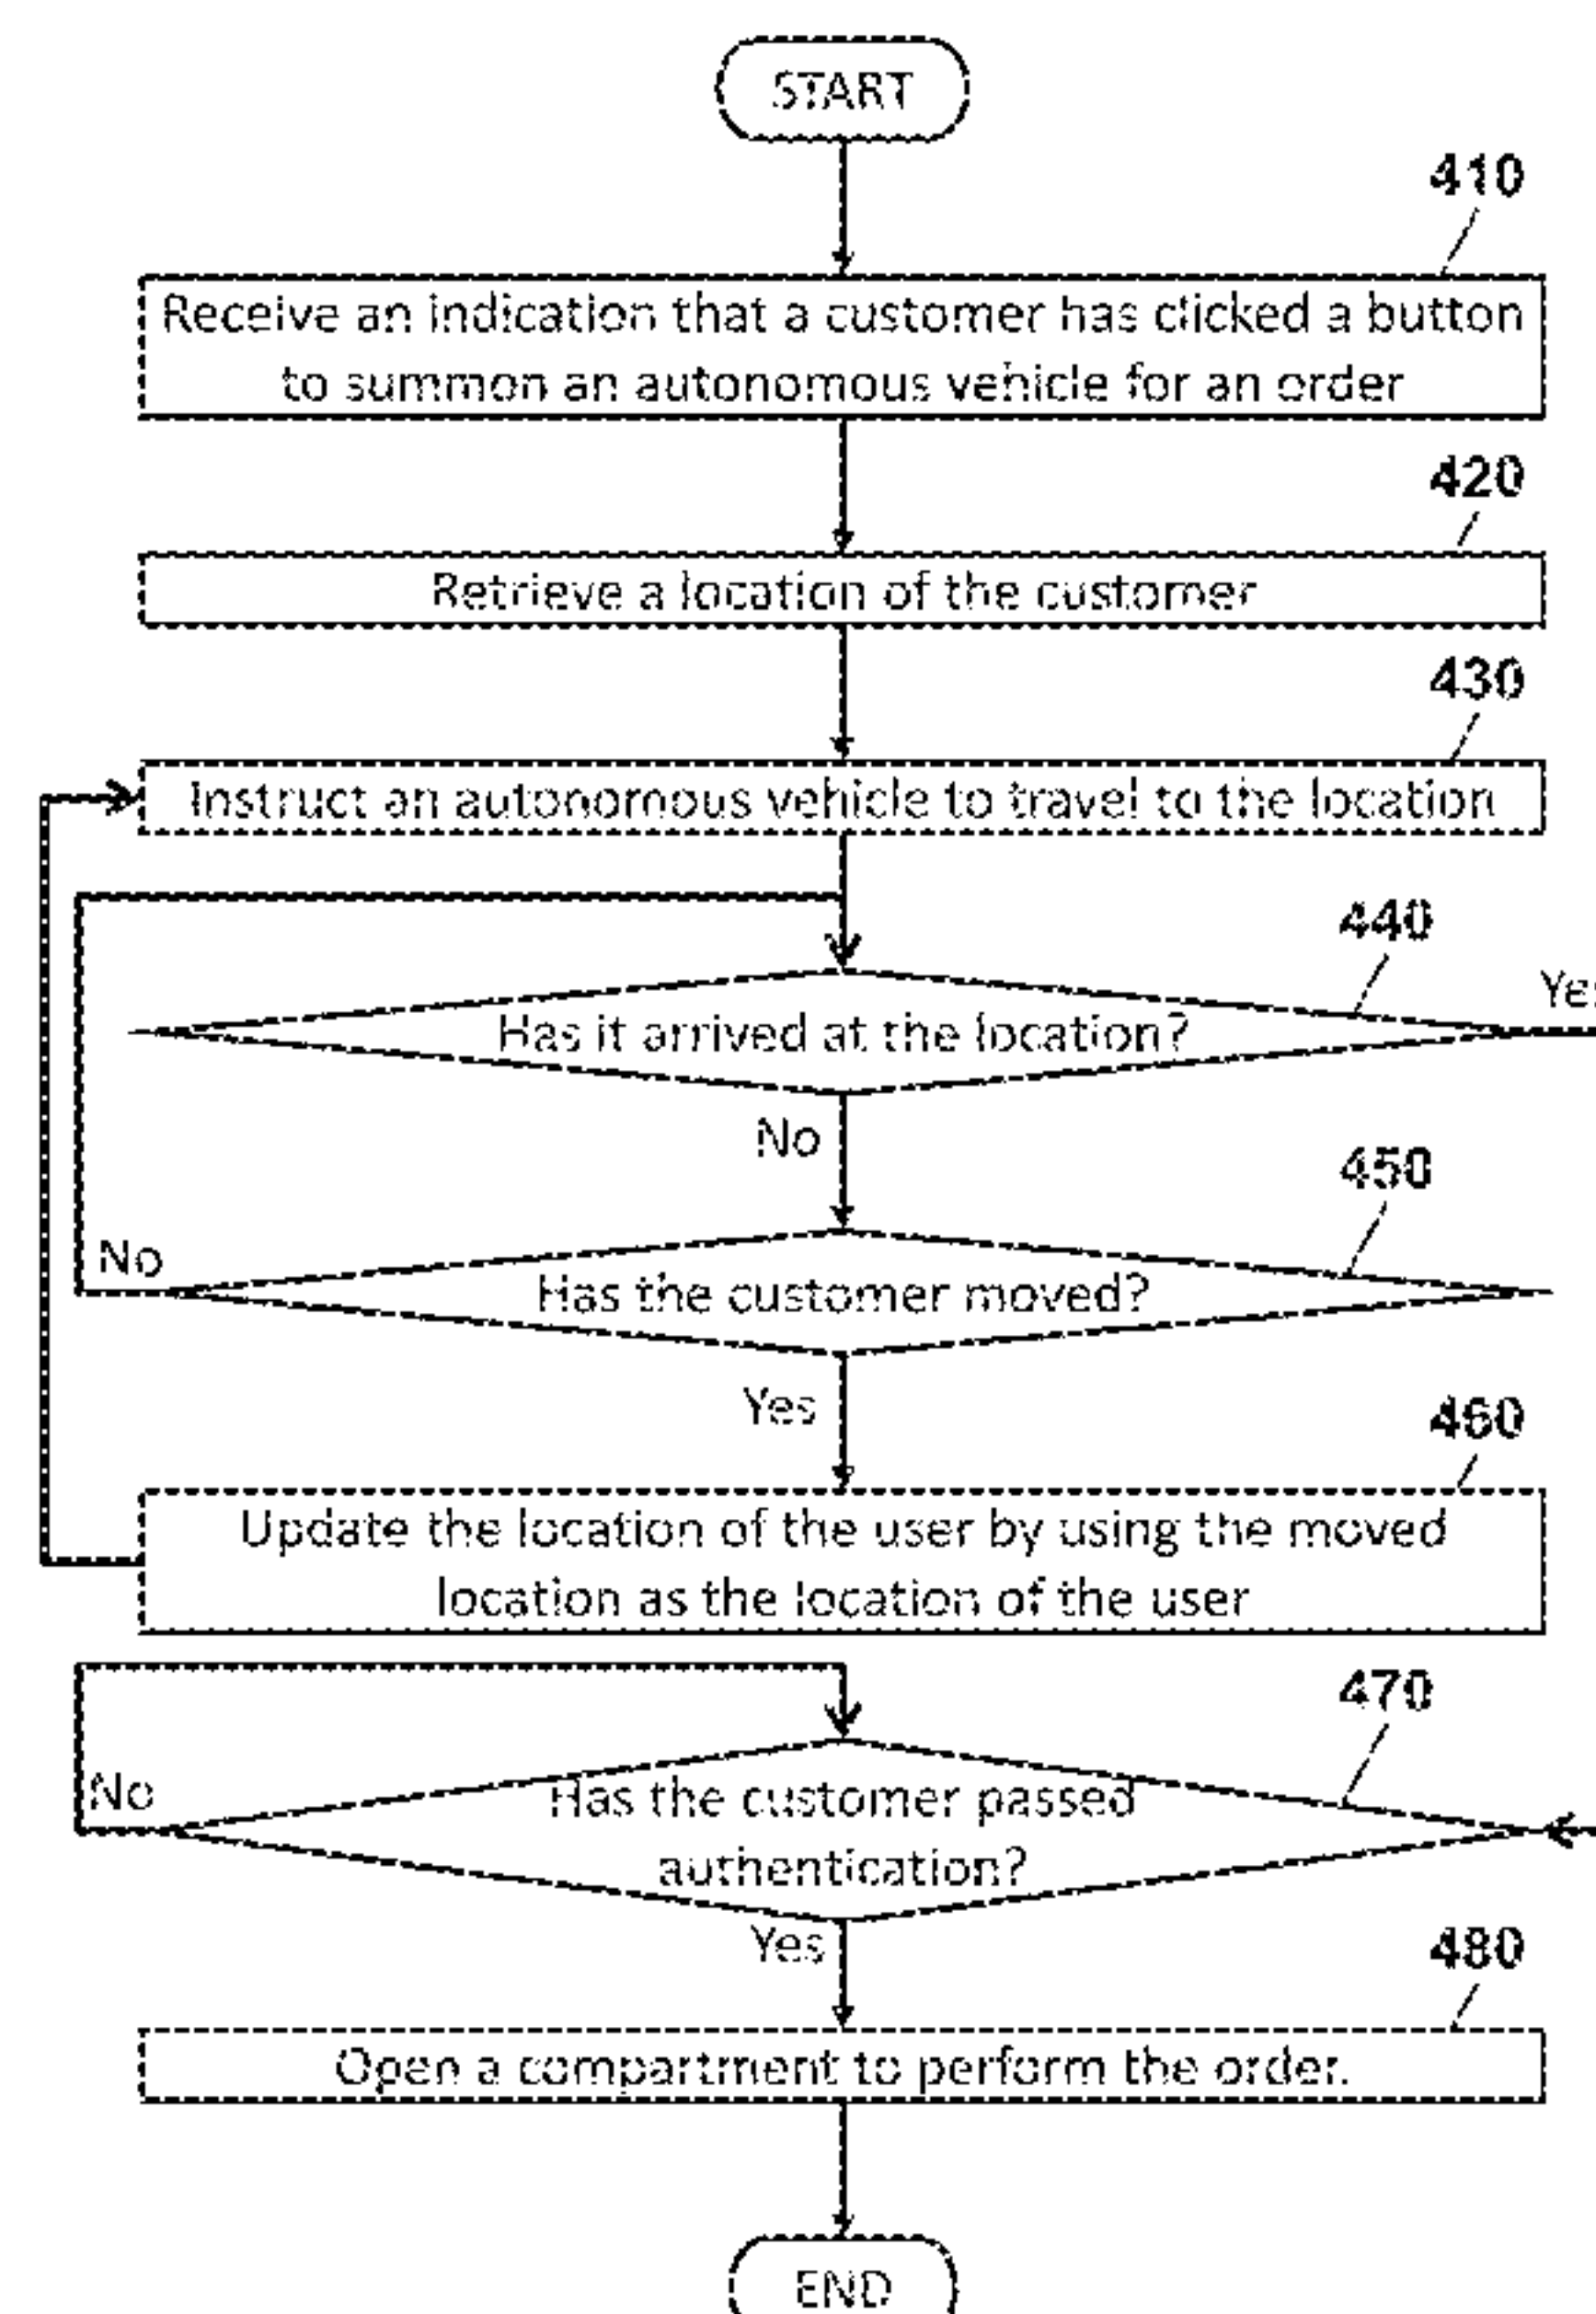 START
410
Receive an indication that a customer has clicked a button
to summon an autonomous vehicle for an order
420
Retrieve a location of the customer
430
Instruct an autonomous vehicle to travel to the location
440
Yes
Has it arrived at the location?
No
450
No
Has the customer moved?
Yes
460
Update the location of the user by using the moved
location as the location of the user
470
No
Has the customer passed
authentication?
Yes
480
Open a compartment to perform the order.
END